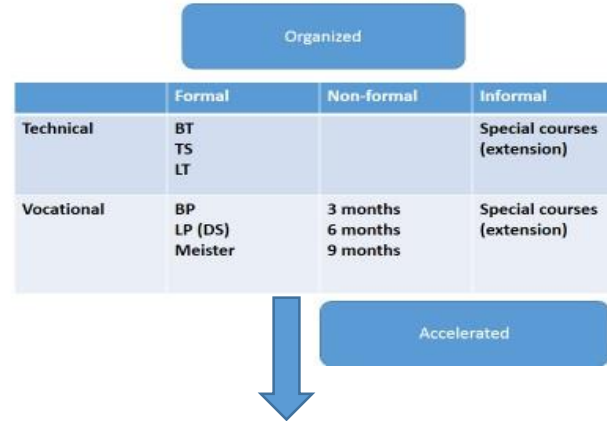 Organized
Formal Non-formal Informal
Technical BT Special courses
TS (extension)
LT
Vocational BP 3 months Special courses
LP (DS) 6 months (extension)
Meister 9 months
Accelerated